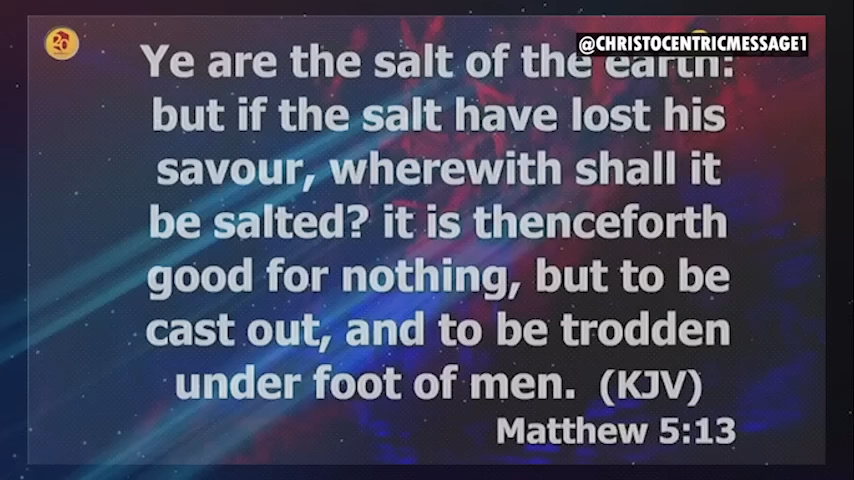 20
@CHRISTOCENTRICMESSAGE1
Ye are the salt of the earth:
but if the salt have lost his
savour, wherewith shall it
be salted? it is thenceforth
good for nothing, but to be
cast out, and to be trodden
under foot of men. (KJV)
Matthew 5:13